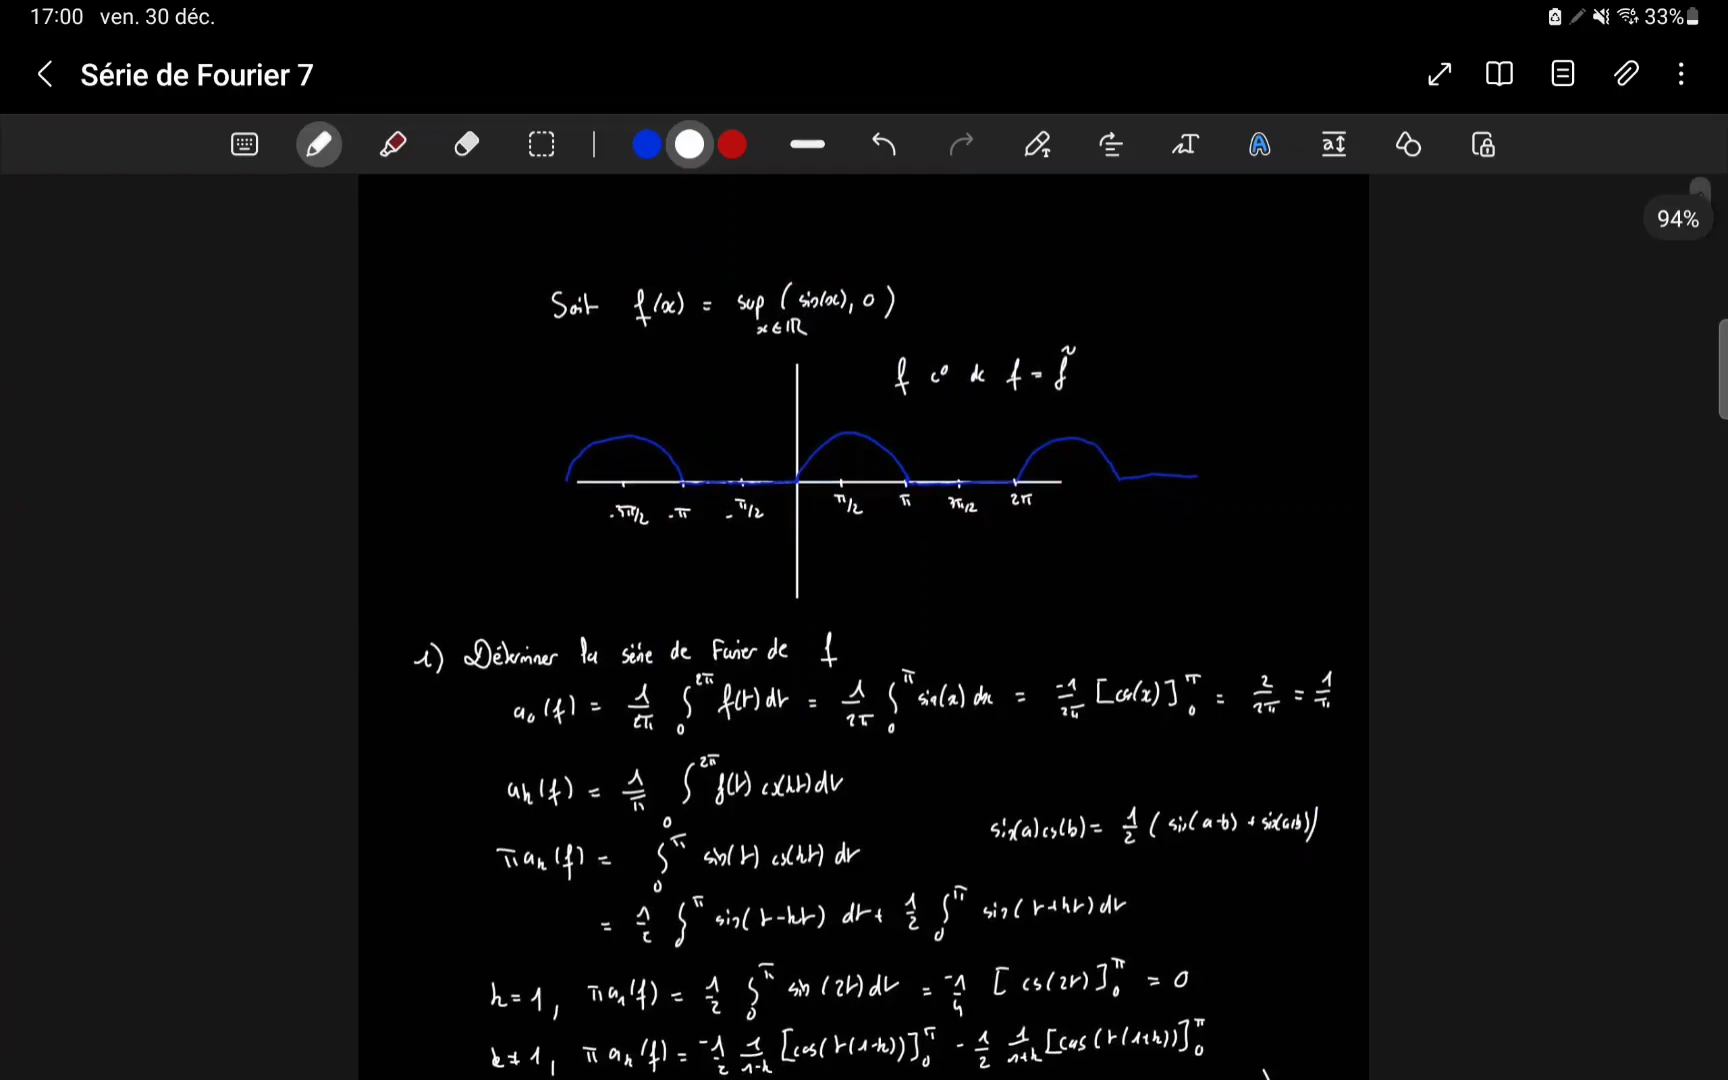 17:00 ven. 30 déc.
33%
Série de Fourier 7
94%
Soit f(x) = sup (sin(x), 0)
x ∈ ℝ
f c⁰ dc f = f̃
-3π/2 -π -π/2 π/2 π 3π/2 2π
1) Déterminer la série de Fourier de f
a₀(f) = 1/2π ∫₀^2π f(t) dt = 1/2π ∫₀^π sin(x) dx = -1/2π [cos(x)]₀^π = 2/2π = 1/π
aₙ(f) = 1/π ∫₀^2π f(t) cos(nt) dt
sin(a)cos(b) = 1/2 (sin(a-b) + sin(a+b))
π aₙ(f) = ∫₀^π sin(t) cos(nt) dt
= 1/2 ∫₀^π sin(t-nt) dt + 1/2 ∫₀^π sin(t+nt) dt
n=1, π a₁(f) = 1/2 ∫₀^π sin(2t) dt = -1/4 [cos(2t)]₀^π = 0
n≠1, π aₙ(f) = -1/2 1/1-n [cos(t(1-n))]₀^π - 1/2 1/1+n [cos(t(1+n))]₀^π